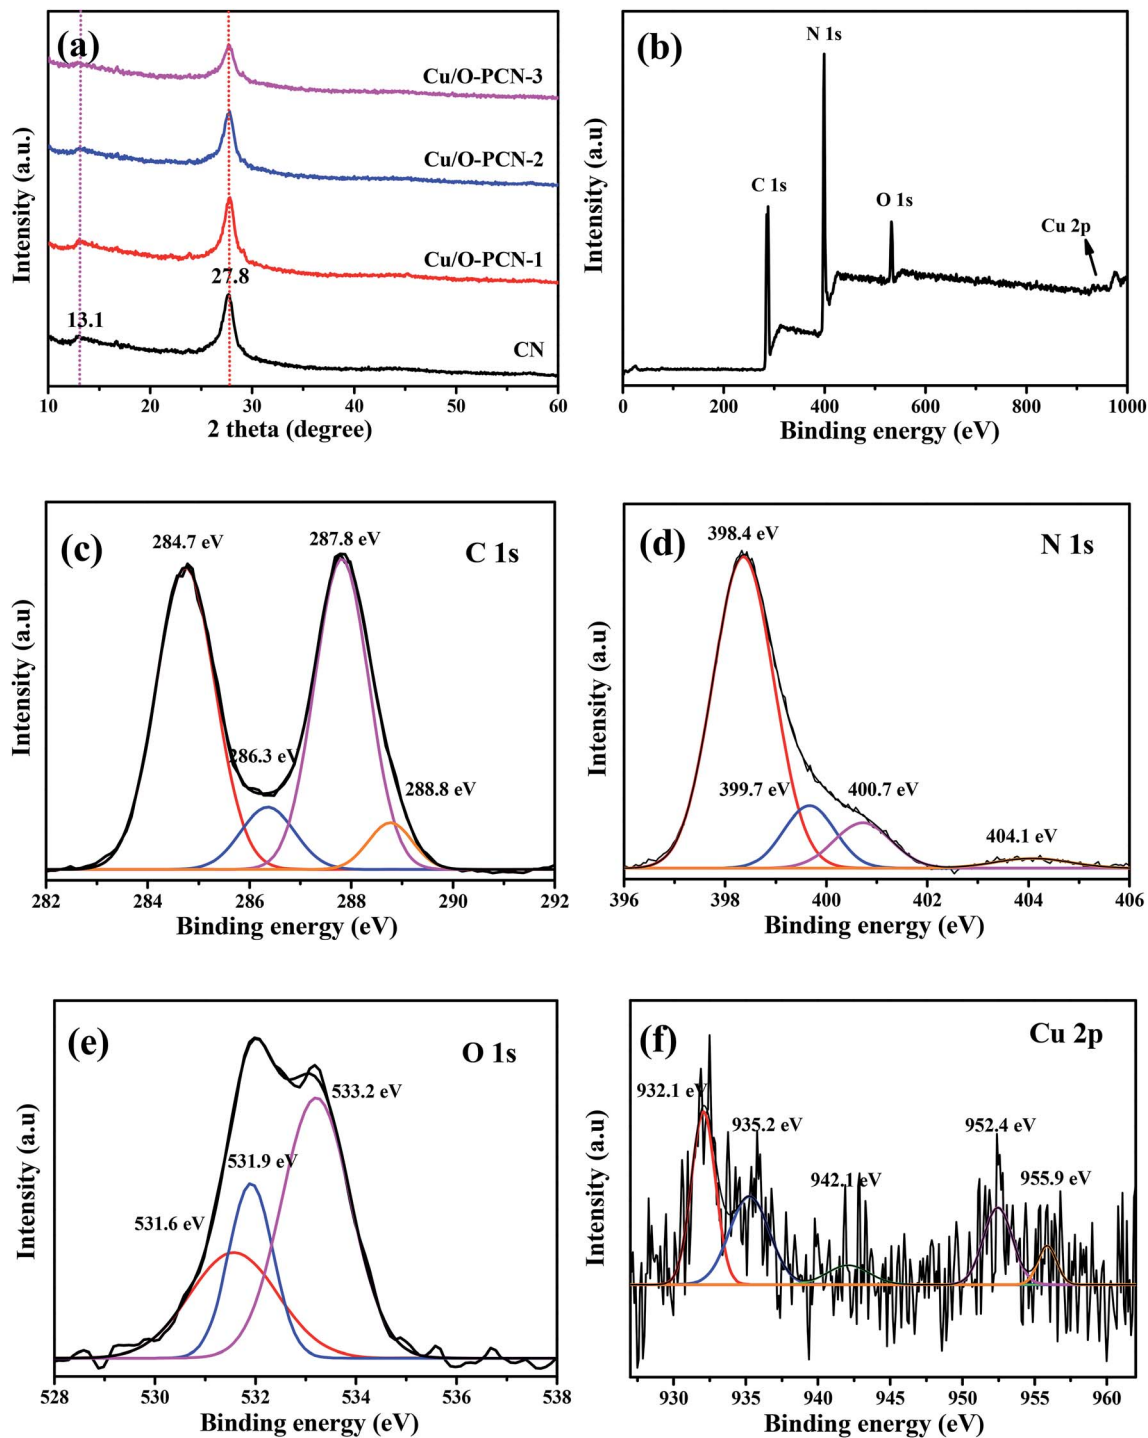 (a)
Cu/O-PCN-3
Cu/O-PCN-2
Cu/O-PCN-1
27.8
13.1
CN
Intensity (a.u.)
10 20 30 40 50 60
2 theta (degree)
(b)
N 1s
C 1s
O 1s
Cu 2p
Intensity (a.u)
0 200 400 600 800 1000
Binding energy (eV)
(c)
C 1s
284.7 eV
287.8 eV
286.3 eV
288.8 eV
Intensity (a.u)
282 284 286 288 290 292
Binding energy (eV)
(d)
N 1s
398.4 eV
399.7 eV
400.7 eV
404.1 eV
Intensity (a.u)
396 398 400 402 404 406
Binding energy (eV)
(e)
O 1s
533.2 eV
531.9 eV
531.6 eV
Intensity (a.u)
528 530 532 534 536 538
Binding energy (eV)
(f)
Cu 2p
932.1 eV
935.2 eV
942.1 eV
952.4 eV
955.9 eV
Intensity (a.u)
930 935 940 945 950 955 960
Binding energy (eV)